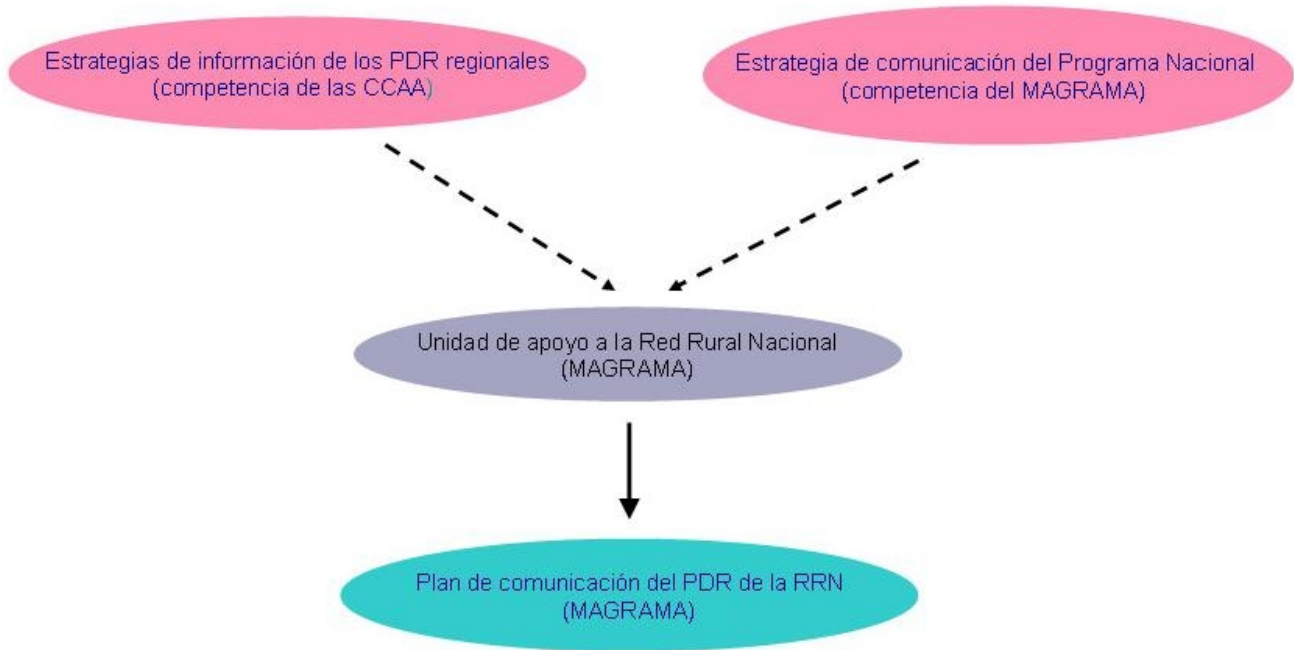 Estrategias de información de los PDR regionales
(competencia de las CCAA)
Estrategia de comunicación del Programa Nacional
(competencia del MAGRAMA)
Unidad de apoyo a la Red Rural Nacional
(MAGRAMA)
Plan de comunicación del PDR de la RRN
(MAGRAMA)